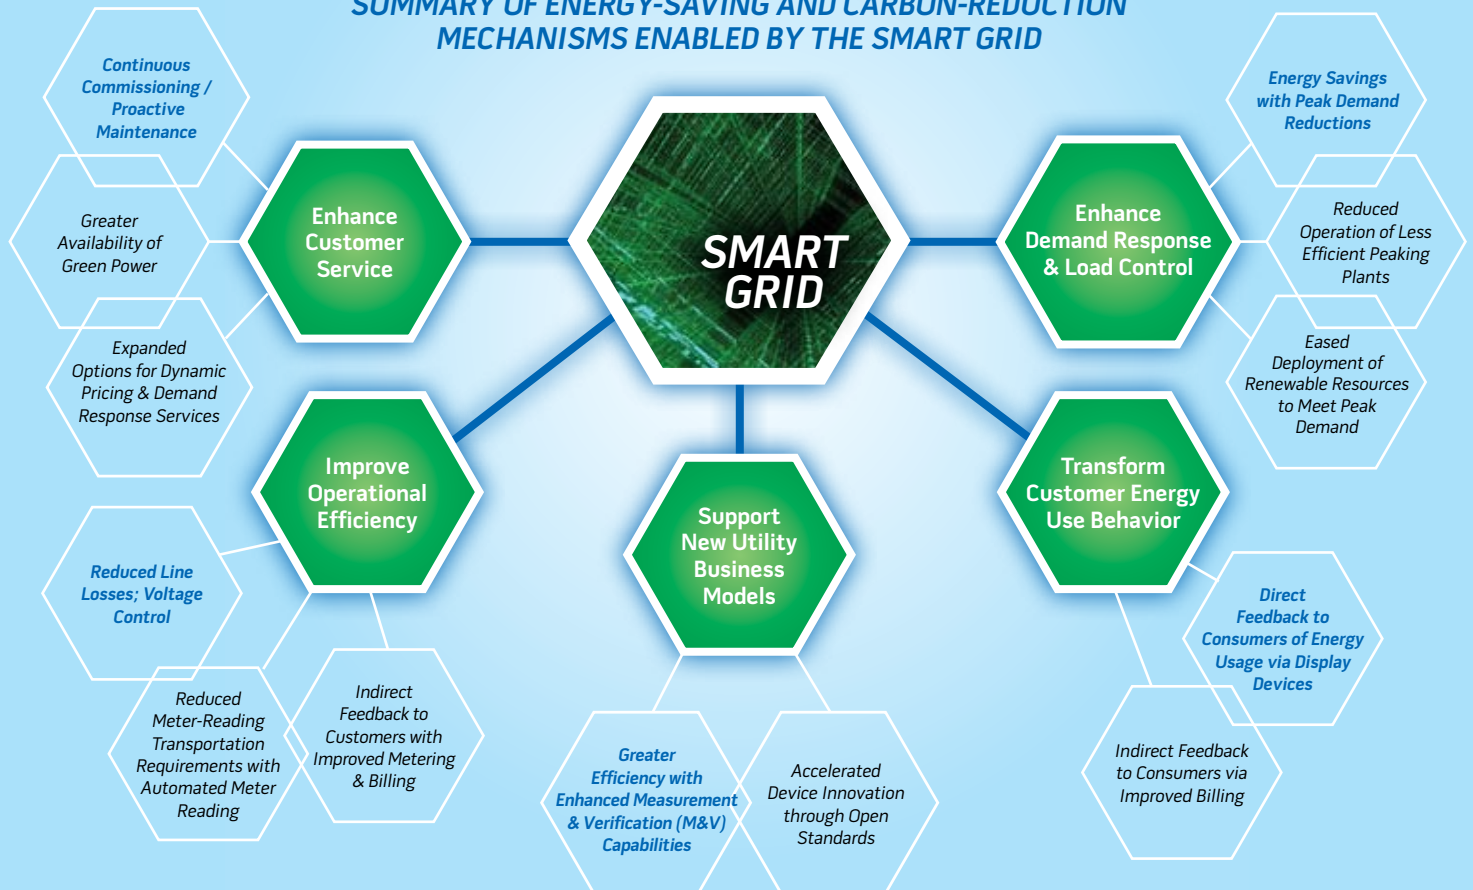 SUMMARY OF ENERGY-SAVING AND CARBON-REDUCTION
MECHANISMS ENABLED BY THE SMART GRID
Continuous
Commissioning /
Proactive
Maintenance
Greater
Availability of
Green Power
Expanded
Options for Dynamic
Pricing & Demand
Response Services
Enhance
Customer
Service
SMART
GRID
Enhance
Demand Response
& Load Control
Energy Savings
with Peak Demand
Reductions
Reduced
Operation of Less
Efficient Peaking
Plants
Eased
Deployment of
Renewable Resources
to Meet Peak
Demand
Improve
Operational
Efficiency
Reduced Line
Losses; Voltage
Control
Reduced
Meter-Reading
Transportation
Requirements with
Automated Meter
Reading
Indirect
Feedback to
Customers with
Improved Metering
& Billing
Support
New Utility
Business
Models
Greater
Efficiency with
Enhanced Measurement
& Verification (M&V)
Capabilities
Accelerated
Device Innovation
through Open
Standards
Transform
Customer Energy
Use Behavior
Direct
Feedback to
Consumers of Energy
Usage via Display
Devices
Indirect Feedback
to Consumers via
Improved Billing